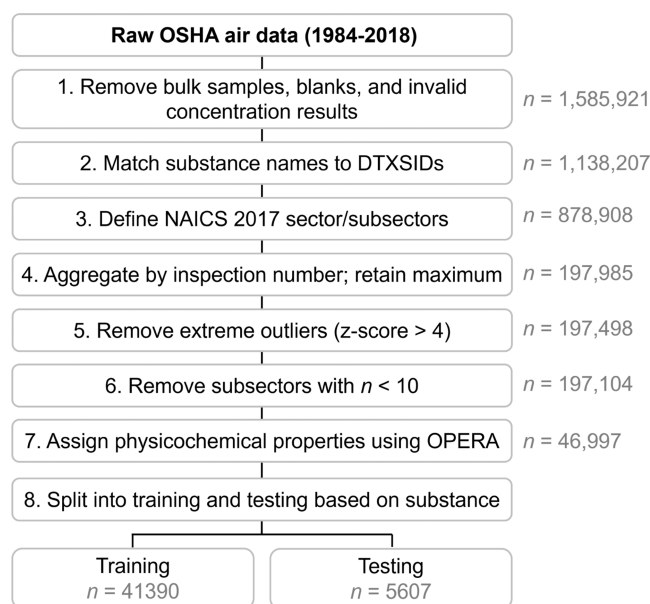 Raw OSHA air data (1984-2018)
1. Remove bulk samples, blanks, and invalid
concentration results
n = 1,585,921
2. Match substance names to DTXSIDs
n = 1,138,207
3. Define NAICS 2017 sector/subsectors
n = 878,908
4. Aggregate by inspection number; retain maximum
n = 197,985
5. Remove extreme outliers (z-score > 4)
n = 197,498
6. Remove subsectors with n < 10
n = 197,104
7. Assign physicochemical properties using OPERA
n = 46,997
8. Split into training and testing based on substance
Training
n = 41390
Testing
n = 5607